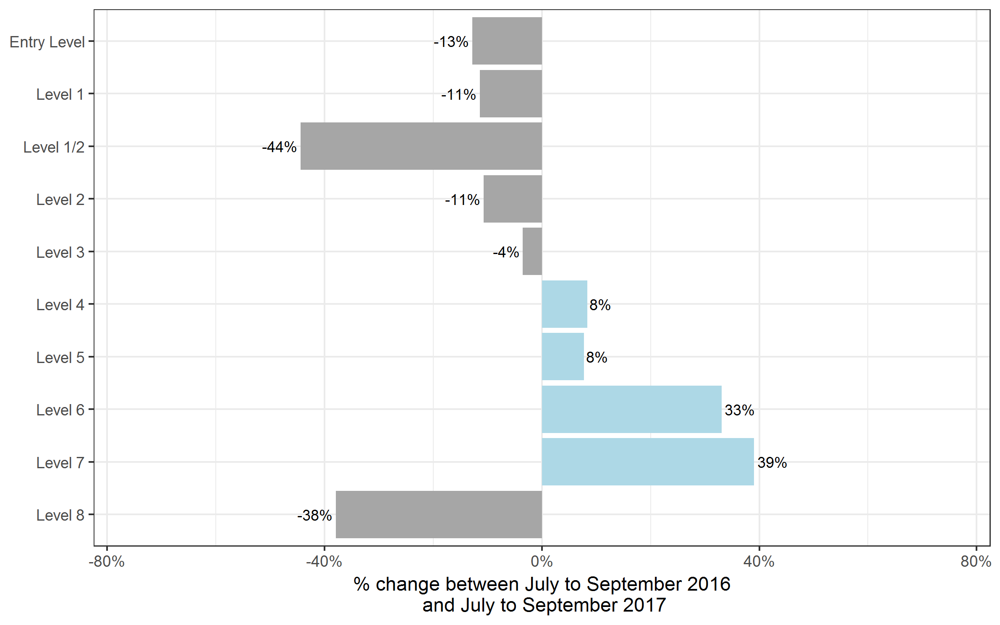 Entry Level -13%
Level 1 -11%
Level 1/2 -44%
Level 2 -11%
Level 3 -4%
Level 4 8%
Level 5 8%
Level 6 33%
Level 7 39%
Level 8 -38%
-80% -40% 0% 40% 80%
% change between July to September 2016
and July to September 2017